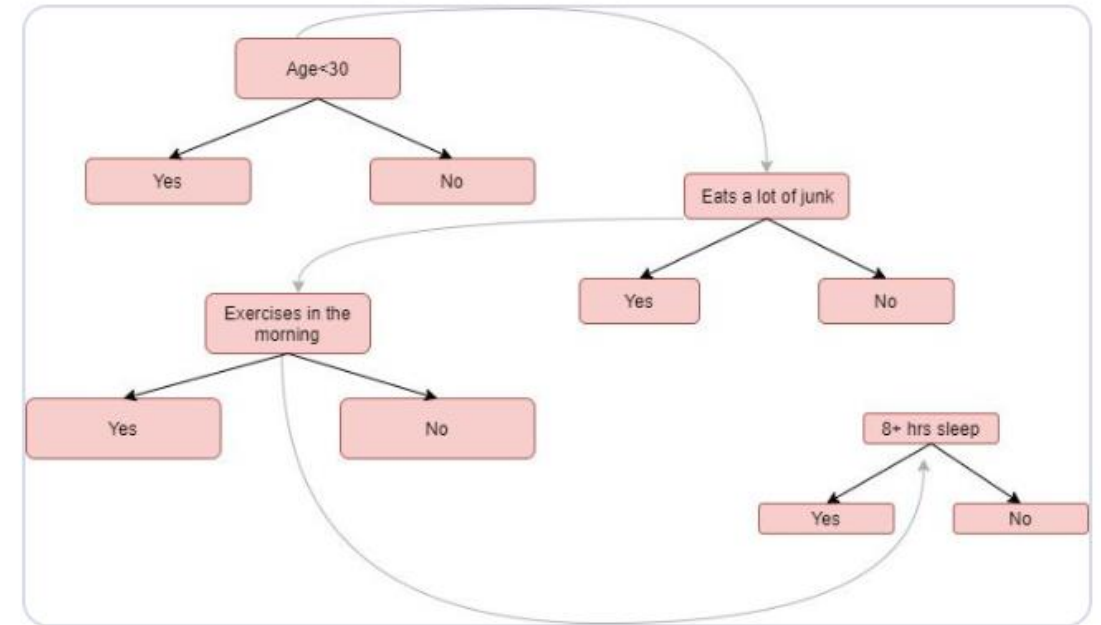 Age<30
Yes
No
Eats a lot of junk
Yes
No
Exercises in the
morning
Yes
No
8+ hrs sleep
Yes
No